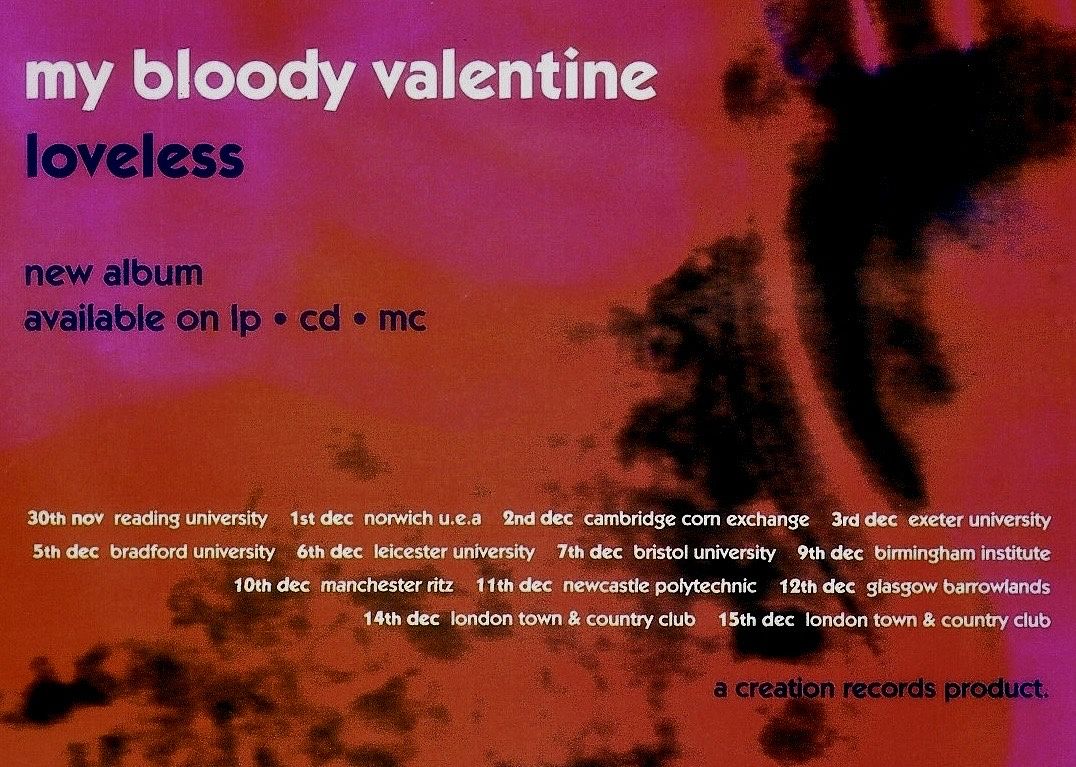 my bloody valentine
loveless
new album
available on lp • cd • mc
30th nov reading university 1st dec norwich u.e.a 2nd dec cambridge corn exchange 3rd dec exeter university
5th dec bradford university 6th dec leicester university 7th dec bristol university 9th dec birmingham institute
10th dec manchester ritz 11th dec newcastle polytechnic 12th dec glasgow barrowlands
14th dec london town & country club 15th dec london town & country club
a creation records product.